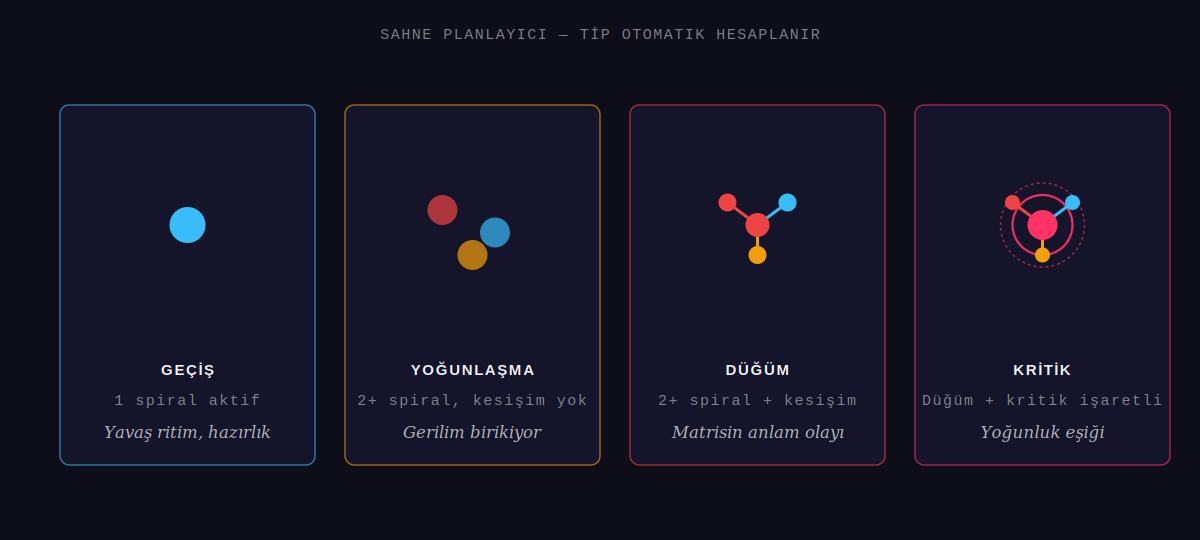 SAHNE PLANLAYICI — TİP OTOMATIK HESAPLANIR
GEÇİŞ
1 spiral aktif
Yavaş ritim, hazırlık
YOĞUNLAŞMA
2+ spiral, kesişim yok
Gerilim birikiyor
DÜĞÜM
2+ spiral + kesişim
Matrisin anlam olayı
KRİTİK
Düğüm + kritik işaretli
Yoğunluk eşiği